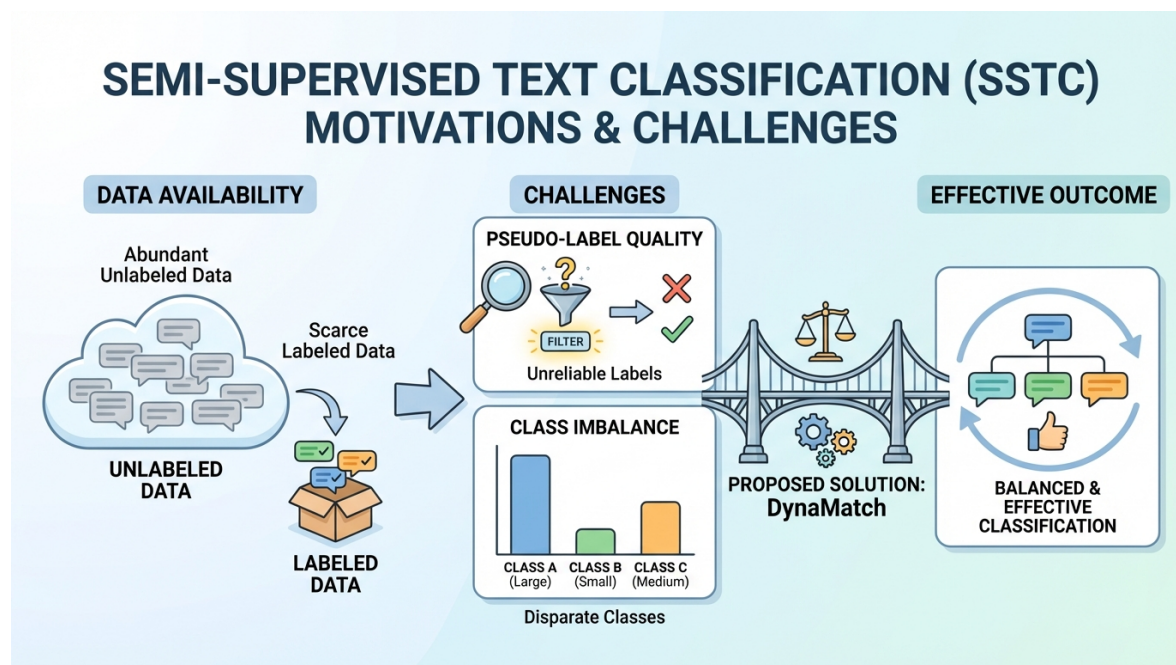 SEMI-SUPERVISED TEXT CLASSIFICATION (SSTC)
MOTIVATIONS & CHALLENGES
DATA AVAILABILITY
Abundant
Unlabeled Data
UNLABELED
DATA
Scarce
Labeled Data
LABELED
DATA
CHALLENGES
PSEUDO-LABEL QUALITY
?
FILTER
Unreliable Labels
CLASS IMBALANCE
CLASS A CLASS B CLASS C
(Large) (Small) (Medium)
Disparate Classes
PROPOSED SOLUTION:
DynaMatch
EFFECTIVE OUTCOME
BALANCED &
EFFECTIVE
CLASSIFICATION